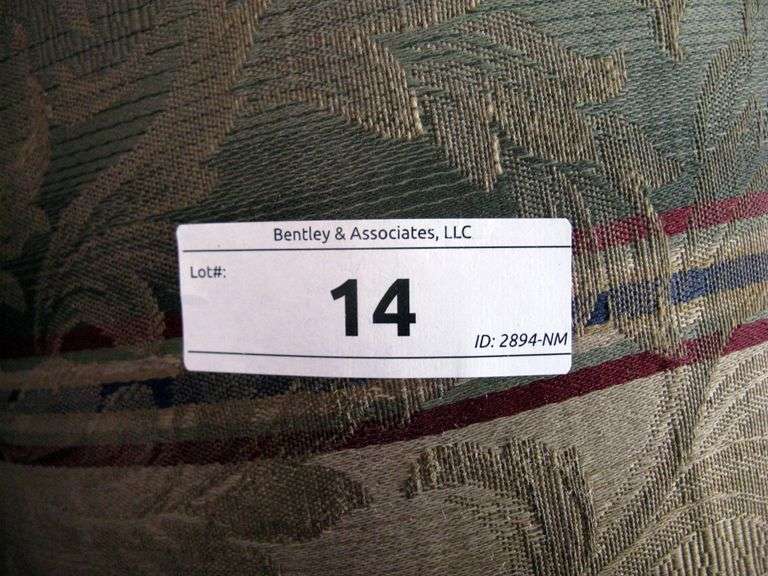 Bentley & Associates, LLC
Lot#:
14
ID: 2894-NM